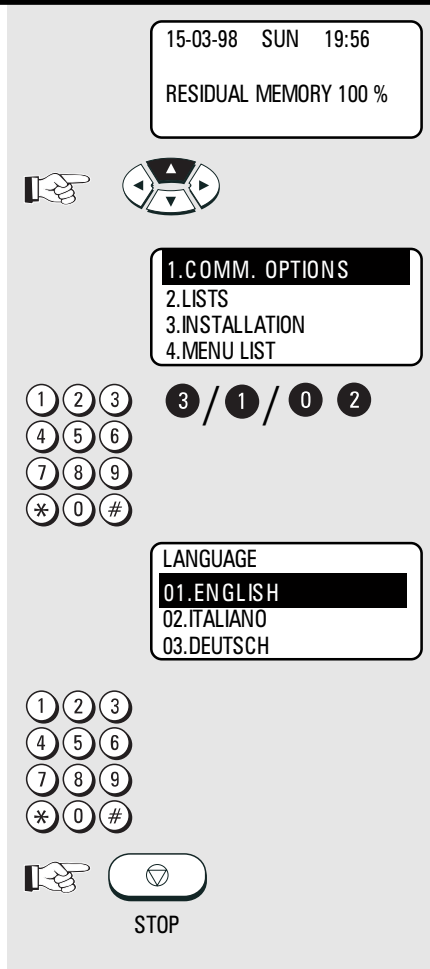 15-03-98 SUN 19:56
RESIDUAL MEMORY 100 %
1.COMM. OPTIONS
2.LISTS
3.INSTALLATION
4.MENU LIST
1 2 3
4 5 6
7 8 9
* 0 #
3 / 1 / 0 2
LANGUAGE
01.ENGLISH
02.ITALIANO
03.DEUTSCH
1 2 3
4 5 6
7 8 9
* 0 #
STOP